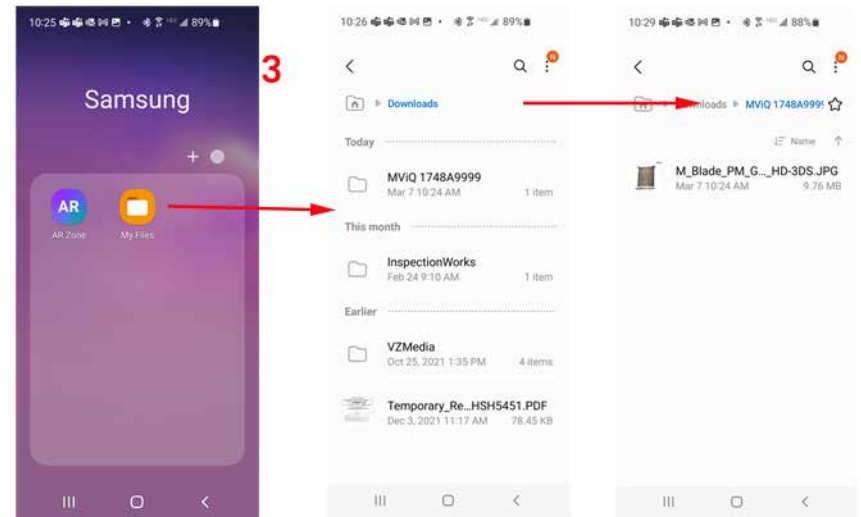 10:25
89%
Samsung
+
AR
AR Zone
My Files
3
10:26
89%
N
Downloads
Today
MViQ 1748A9999
Mar 7 10:24 AM 1 item
This month
InspectionWorks
Feb 24 9:10 AM 1 item
Earlier
VZMedia
Oct 25, 2021 1:35 PM 4 items
Temporary_Re...HSH5451.PDF
Dec 3, 2021 11:17 AM 78.45 KB
10:29
88%
N
MViQ 1748A9999
Name
M_Blade_PM_G..._HD-3DS.JPG
Mar 7 10:24 AM 9.76 MB